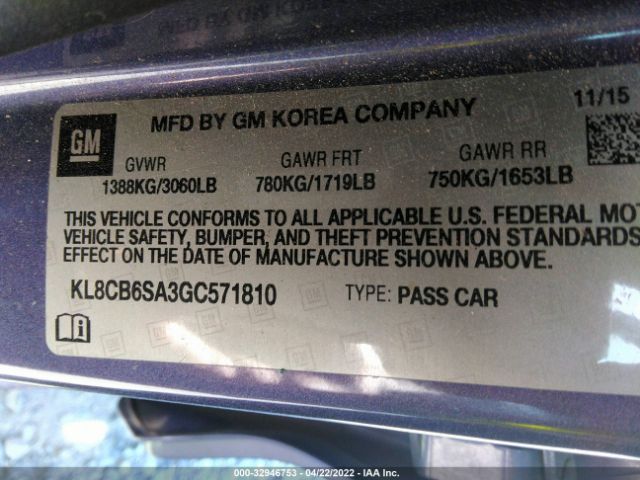 MFD BY GM KOREA COMPANY 11/15
GM
GVWR GAWR FRT GAWR RR
1388KG/3060LB 780KG/1719LB 750KG/1653LB
THIS VEHICLE CONFORMS TO ALL APPLICABLE U.S. FEDERAL MOT
VEHICLE SAFETY, BUMPER, AND THEFT PREVENTION STANDARDS
EFFECT ON THE DATE OF MANUFACTURE SHOWN ABOVE.
KL8CB6SA3GC571810 TYPE: PASS CAR
000-32946753 - 04/22/2022 - IAA Inc.